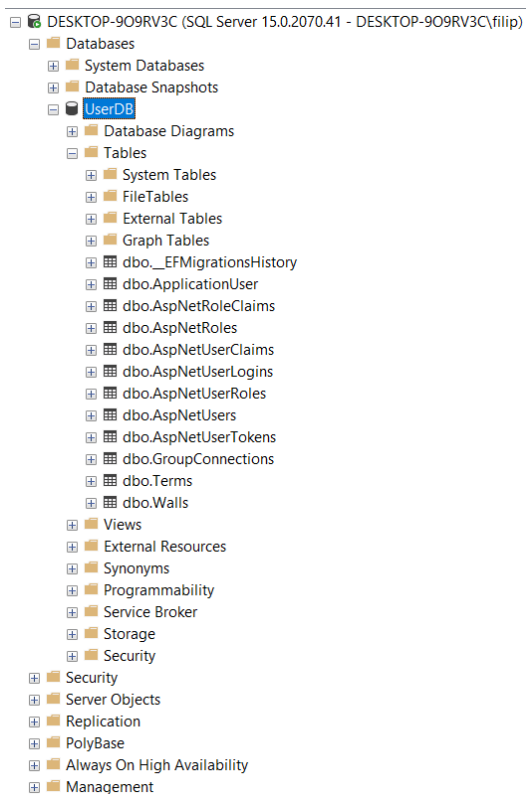 DESKTOP-9O9RV3C (SQL Server 15.0.2070.41 - DESKTOP-9O9RV3C\filip)
Databases
System Databases
Database Snapshots
UserDB
Database Diagrams
Tables
System Tables
FileTables
External Tables
Graph Tables
dbo.__EFMigrationsHistory
dbo.ApplicationUser
dbo.AspNetRoleClaims
dbo.AspNetRoles
dbo.AspNetUserClaims
dbo.AspNetUserLogins
dbo.AspNetUserRoles
dbo.AspNetUsers
dbo.AspNetUserTokens
dbo.GroupConnections
dbo.Terms
dbo.Walls
Views
External Resources
Synonyms
Programmability
Service Broker
Storage
Security
Security
Server Objects
Replication
PolyBase
Always On High Availability
Management